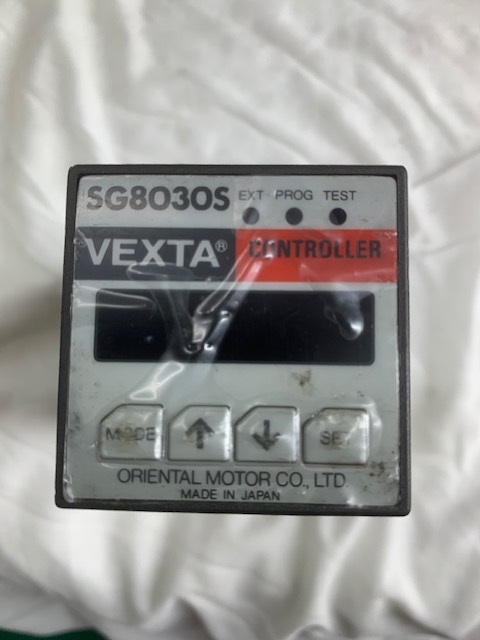 SG8030S EXT PROG TEST
VEXTA® CONTROLLER
MODE SET
ORIENTAL MOTOR CO., LTD.
MADE IN JAPAN